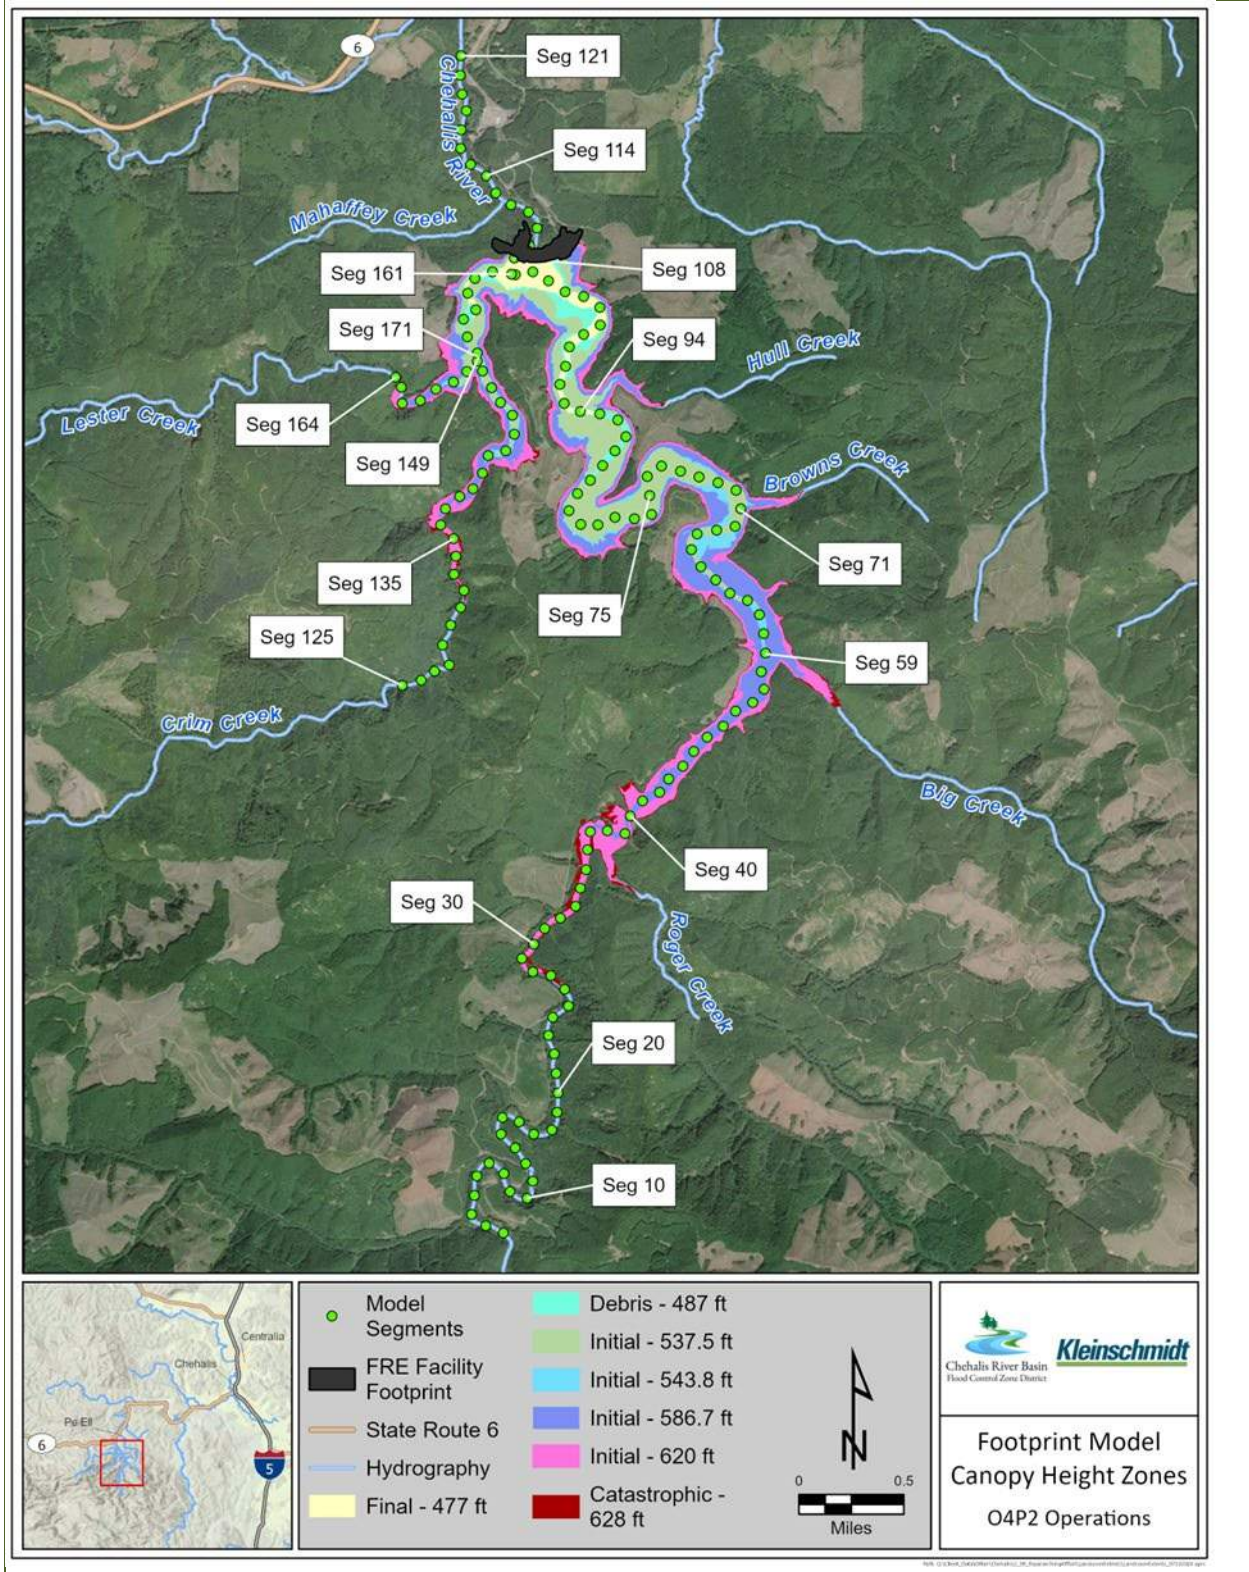 6
Seg 121
Chehalis River
Seg 114
Mahaffey Creek
Seg 161
Seg 108
Seg 171
Seg 94
Hull Creek
Lester Creek
Seg 164
Seg 149
Browns Creek
Seg 135
Seg 71
Seg 75
Seg 125
Seg 59
Crim Creek
Big Creek
Seg 40
Seg 30
Roger Creek
Seg 20
Seg 10
Centralia
Chehalis
Pe Ell
6
5
Model
Segments
FRE Facility
Footprint
State Route 6
Hydrography
Final - 477 ft
Debris - 487 ft
Initial - 537.5 ft
Initial - 543.8 ft
Initial - 586.7 ft
Initial - 620 ft
Catastrophic -
628 ft
N
0 0.5
Miles
Chehalis River Basin
Flood Control Zone District
Kleinschmidt
Footprint Model
Canopy Height Zones
O4P2 Operations